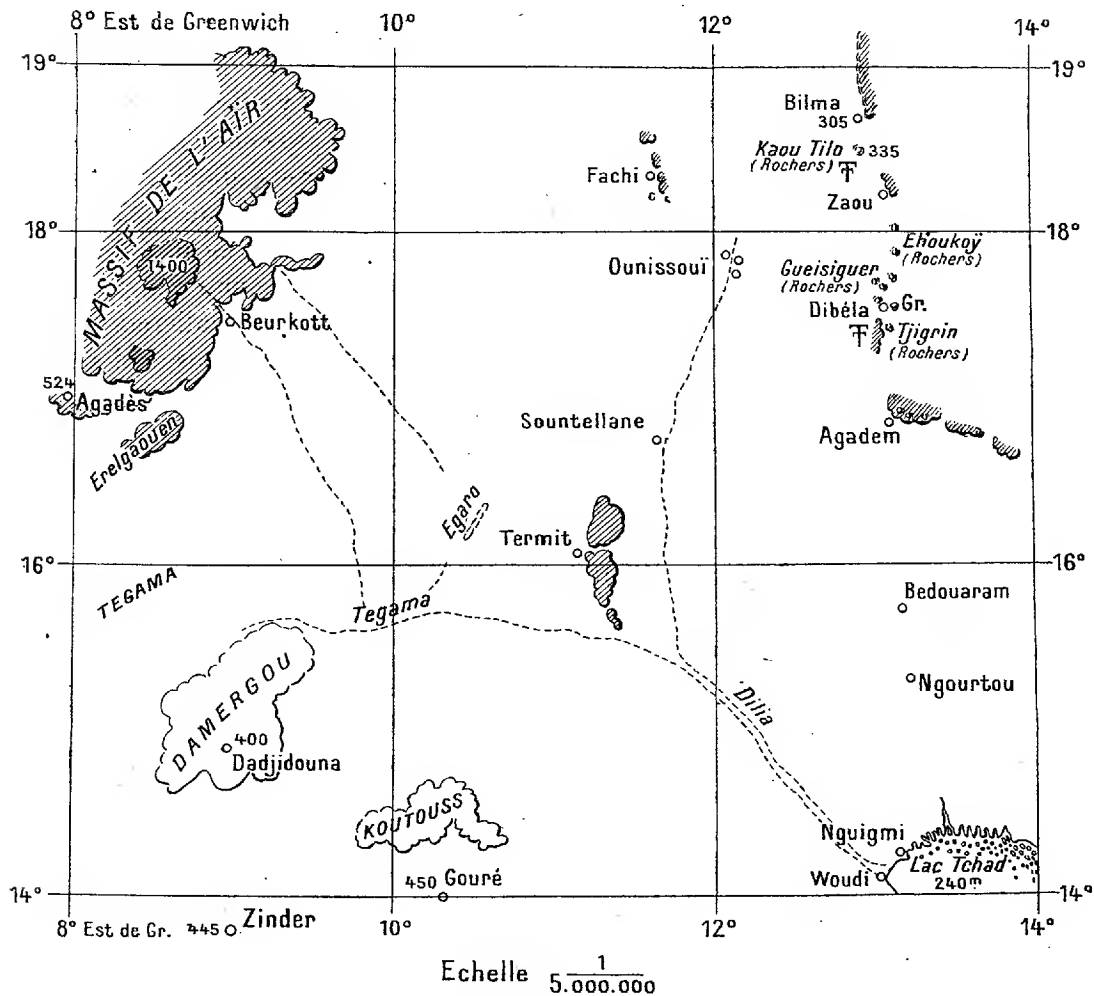 8° Est de Greenwich
10°
12°
14°
19°
19°
Bilma
305
Kaou Tilo
335
(Rochers)
Fachi
Zaou
MASSIF DE L'AÏR
18°
18°
Ehoukoÿ
(Rochers)
Ounissouï
Gueisiguer
(Rochers)
1400
Dibéla
Gr.
Beurkott
Tjigrin
(Rochers)
524
Agadès
Sountellane
Agadem
Erelgaouen
Egaro
Termit
16°
16°
TEGAMA
Tegama
Bedouaram
Ngourtou
Dilia
DAMERGOU
400
Dadjidouna
KOUTOUSS
Nguigmi
Lac Tchad
240m
Woudi
450 Gouré
14°
14°
8° Est de Gr.
445
Zinder
10°
12°
14°
Echelle 1
5.000.000